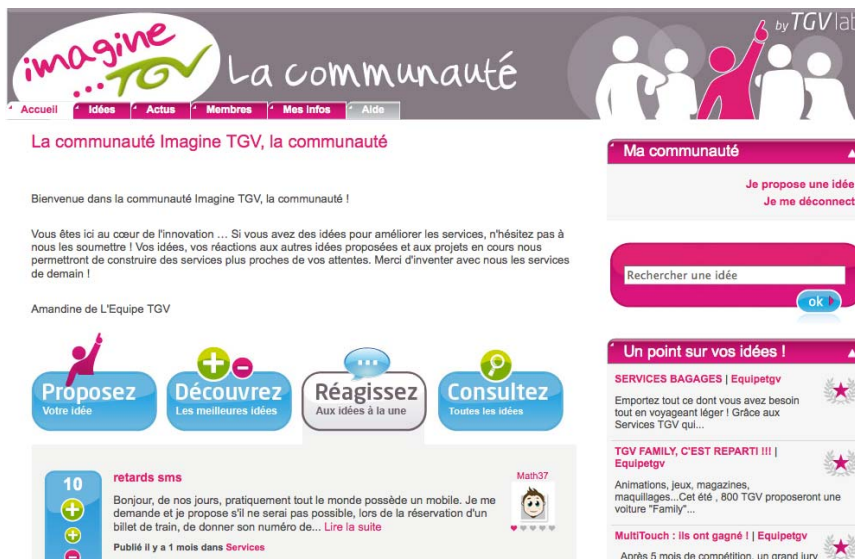 imagine
...TGV
La communauté
by TGV lab
Accueil
Idées
Actus
Membres
Mes Infos
Aide
La communauté Imagine TGV, la communauté
Bienvenue dans la communauté Imagine TGV, la communauté !
Vous êtes ici au cœur de l'innovation ... Si vous avez des idées pour améliorer les services, n'hésitez pas à
nous les soumettre ! Vos idées, vos réactions aux autres idées proposées et aux projets en cours nous
permettront de construire des services plus proches de vos attentes. Merci d'inventer avec nous les services
de demain !
Amandine de L'Equipe TGV
Proposez
Votre idée
Découvrez
Les meilleures idées
Réagissez
Aux idées à la une
Consultez
Toutes les idées
10
retards sms
Bonjour, de nos jours, pratiquement tout le monde possède un mobile. Je me
demande et je propose s'il ne serai pas possible, lors de la réservation d'un
billet de train, de donner son numéro de... Lire la suite
Publié il y a 1 mois dans Services
Math37
Ma communauté
Je propose une idée
Je me déconnect
Rechercher une idée
ok
Un point sur vos idées !
SERVICES BAGAGES | Equipetgv
Emportez tout ce dont vous avez besoin
tout en voyageant léger ! Grâce aux
Services TGV qui...
TGV FAMILY, C'EST REPARTI !!! |
Equipetgv
Animations, jeux, magazines,
maquillages...Cet été , 800 TGV proposeront une
voiture "Family"...
MultiTouch : ils ont gagné ! | Equipetgv
Après 5 mois de compétition, un grand jury